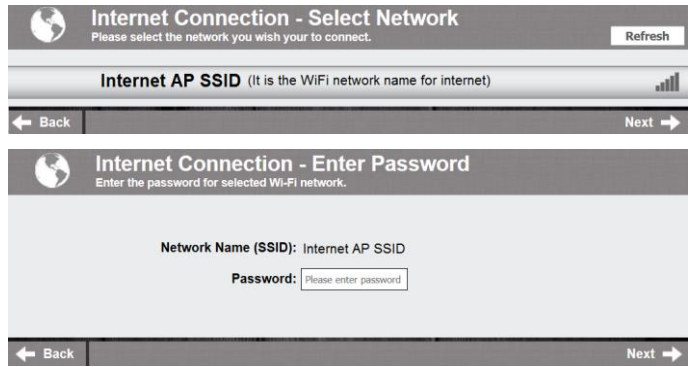 Internet Connection - Select Network
Please select the network you wish your to connect.
Refresh
Internet AP SSID (It is the WiFi network name for internet)
Back
Next
Internet Connection - Enter Password
Enter the password for selected Wi-Fi network.
Network Name (SSID): Internet AP SSID
Password: Please enter password
Back
Next